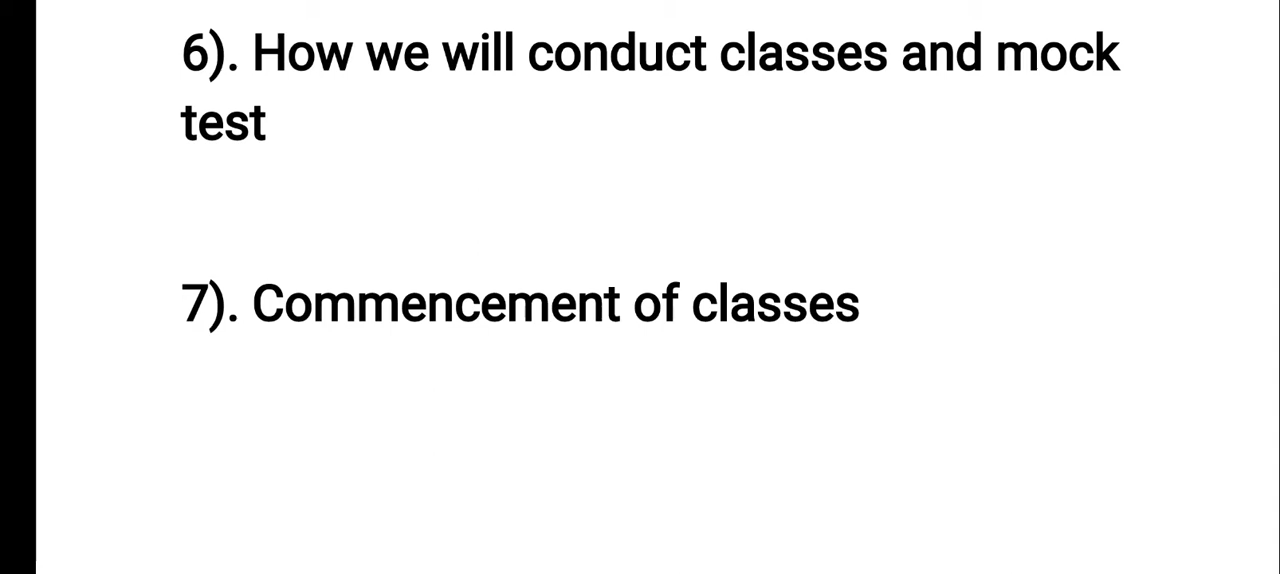 6). How we will conduct classes and mock
test
7). Commencement of classes